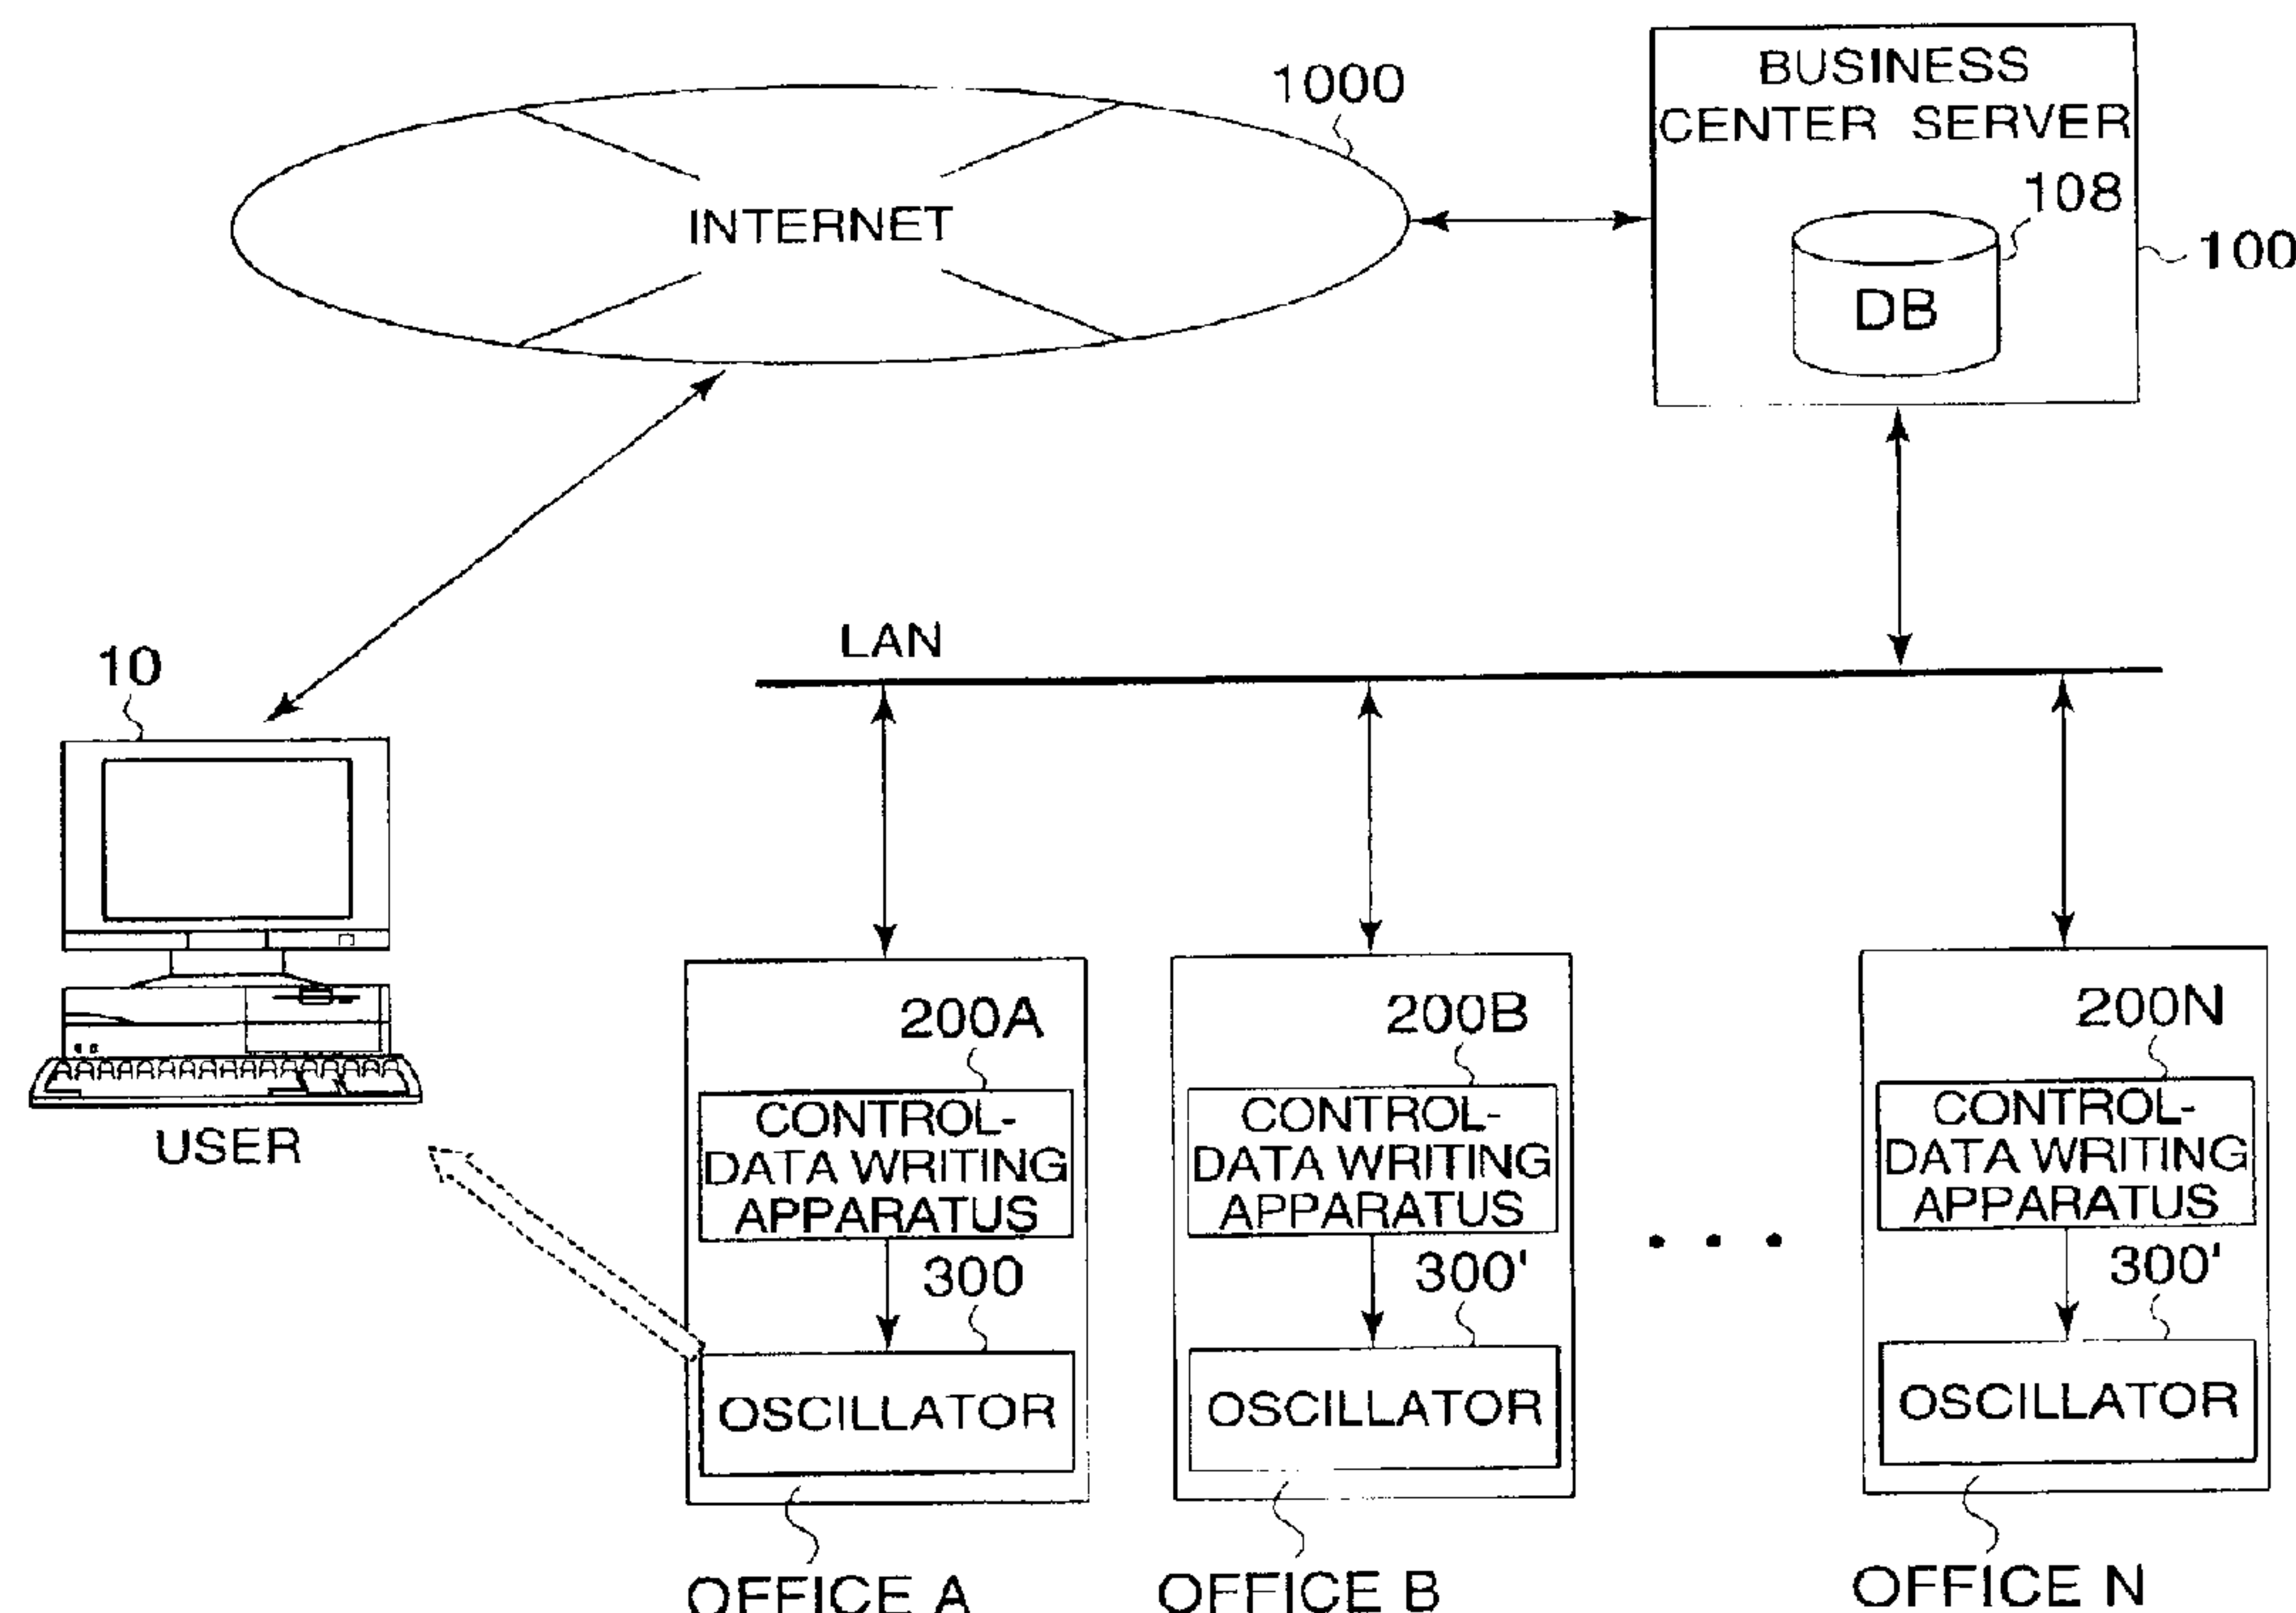 1000
BUSINESS
CENTER SERVER
INTERNET
108
DB
100
LAN
10
USER
200A
CONTROL-
DATA WRITING
APPARATUS
300
OSCILLATOR
OFFICE A
200B
CONTROL-
DATA WRITING
APPARATUS
300'
OSCILLATOR
OFFICE B
• • •
200N
CONTROL-
DATA WRITING
APPARATUS
300'
OSCILLATOR
OFFICE N